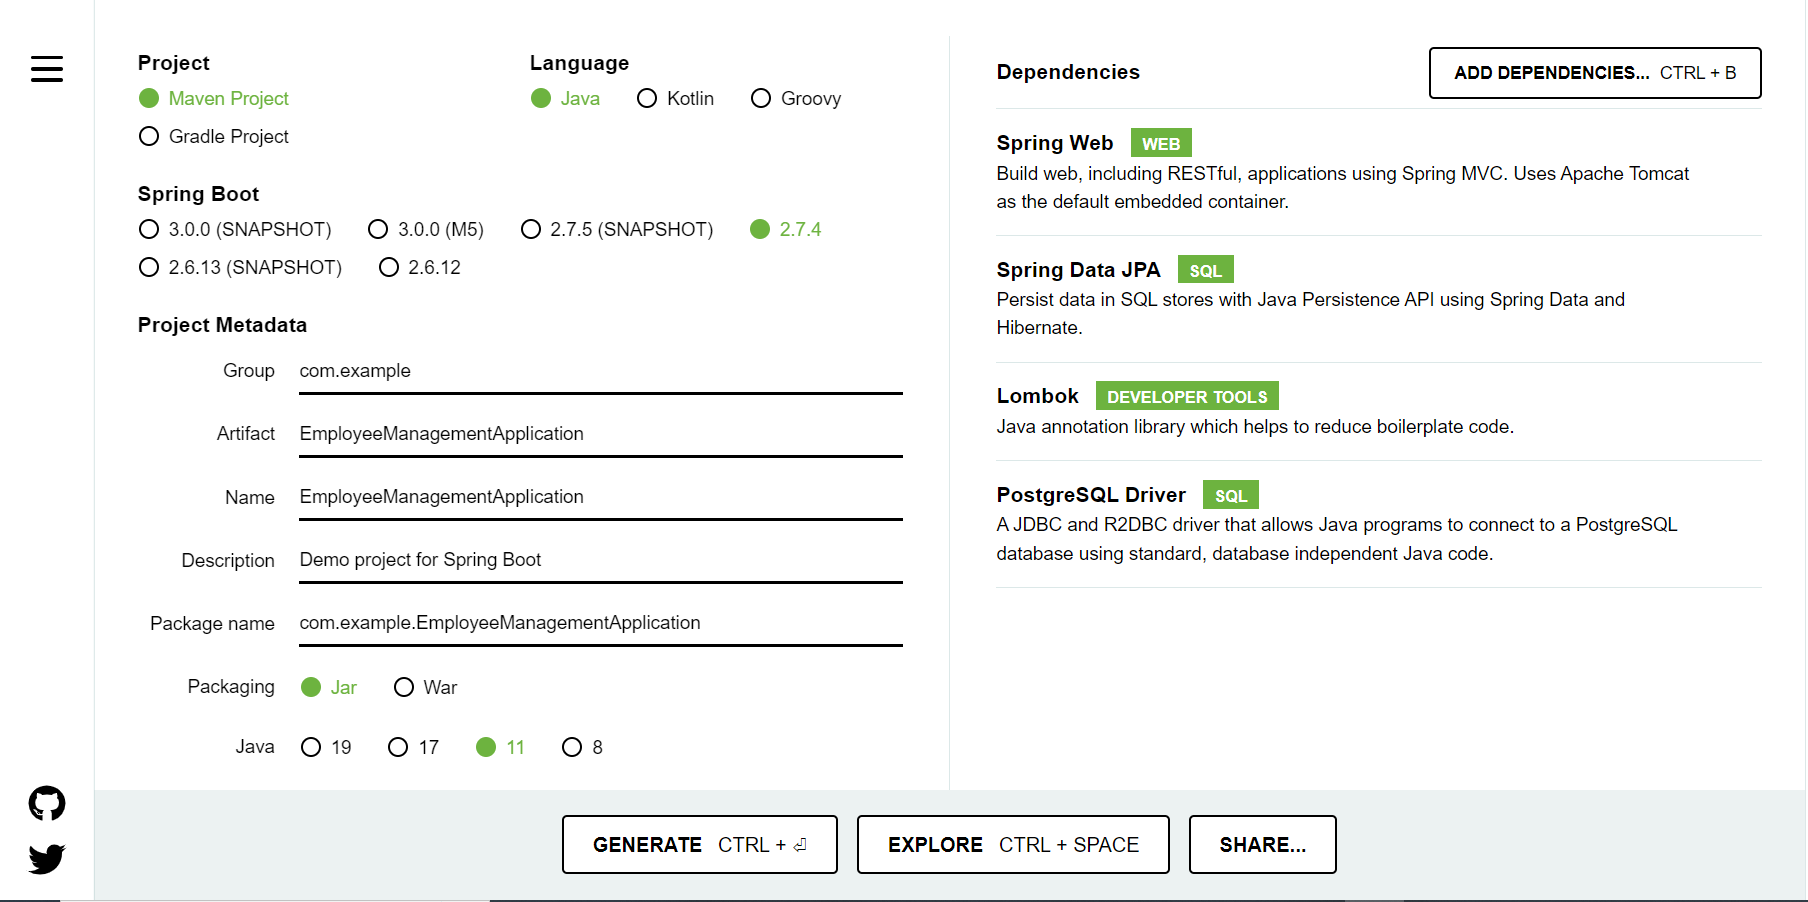 Project
Maven Project
Gradle Project
Language
Java Kotlin Groovy
Spring Boot
3.0.0 (SNAPSHOT) 3.0.0 (M5) 2.7.5 (SNAPSHOT) 2.7.4
2.6.13 (SNAPSHOT) 2.6.12
Project Metadata
Group com.example
Artifact EmployeeManagementApplication
Name EmployeeManagementApplication
Description Demo project for Spring Boot
Package name com.example.EmployeeManagementApplication
Packaging Jar War
Java 19 17 11 8
Dependencies
ADD DEPENDENCIES... CTRL + B
Spring Web WEB
Build web, including RESTful, applications using Spring MVC. Uses Apache Tomcat
as the default embedded container.
Spring Data JPA SQL
Persist data in SQL stores with Java Persistence API using Spring Data and
Hibernate.
Lombok DEVELOPER TOOLS
Java annotation library which helps to reduce boilerplate code.
PostgreSQL Driver SQL
A JDBC and R2DBC driver that allows Java programs to connect to a PostgreSQL
database using standard, database independent Java code.
GENERATE CTRL + ⏎
EXPLORE CTRL + SPACE
SHARE...